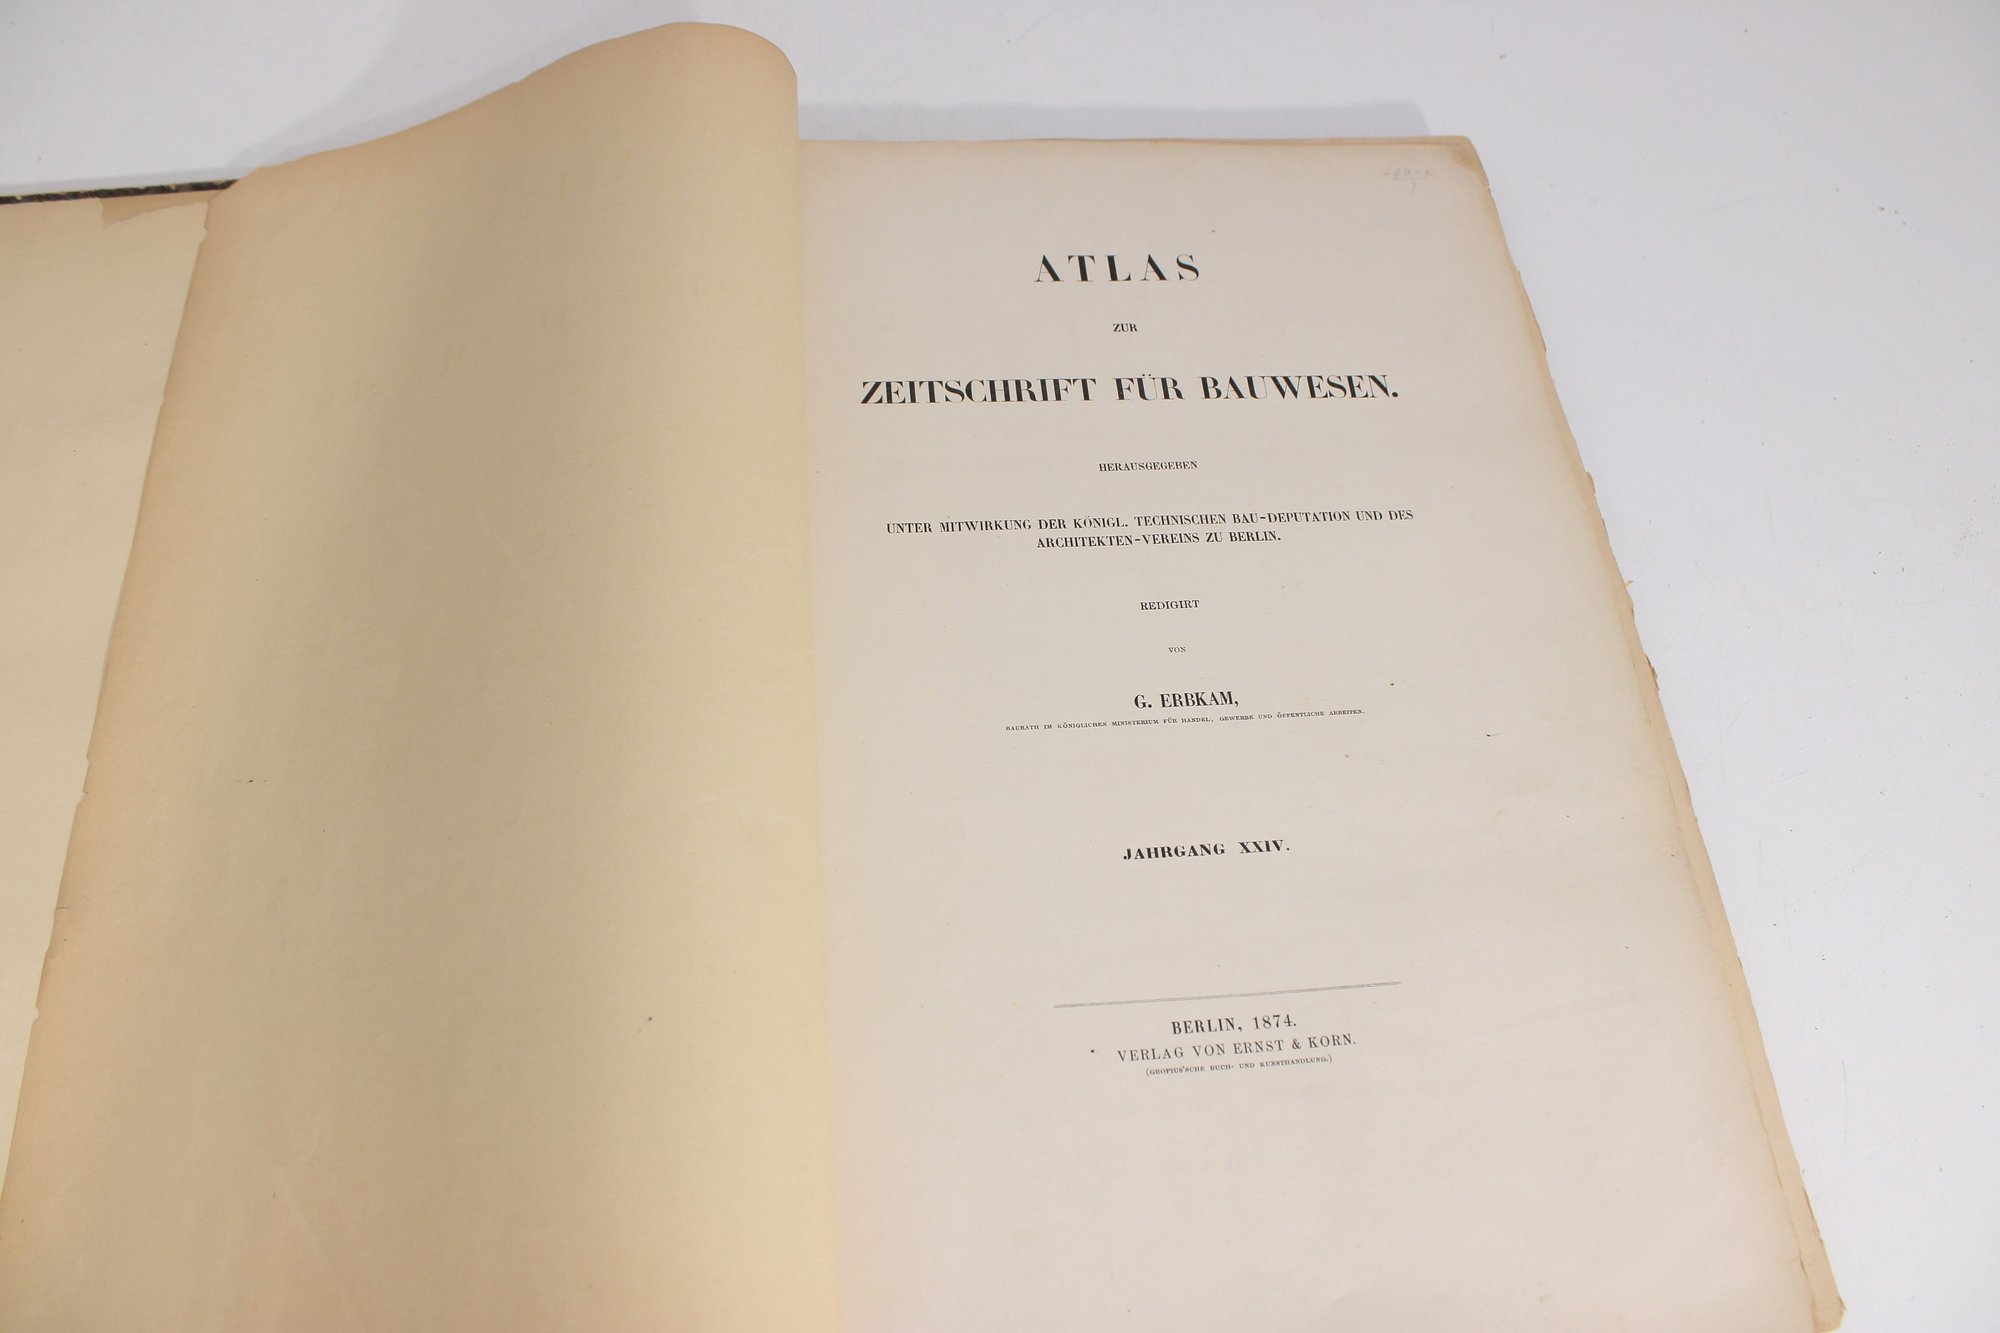 ATLAS
ZUR
ZEITSCHRIFT FÜR BAUWESEN.
HERAUSGEGEBEN
UNTER MITWIRKUNG DER KÖNIGL. TECHNISCHEN BAU-DEPUTATION UND DES
ARCHITEKTEN-VEREINS ZU BERLIN.
REDIGIRT
VON
G. ERBKAM,
BAURATH IM KÖNIGLICHEN MINISTERIUM FÜR HANDEL, GEWERBE UND ÖFFENTLICHE ARBEITEN.
JAHRGANG XXIV.
BERLIN, 1874.
VERLAG VON ERNST & KORN.
(GROPIUS'SCHE BUCH- UND KUNSTHANDLUNG.)